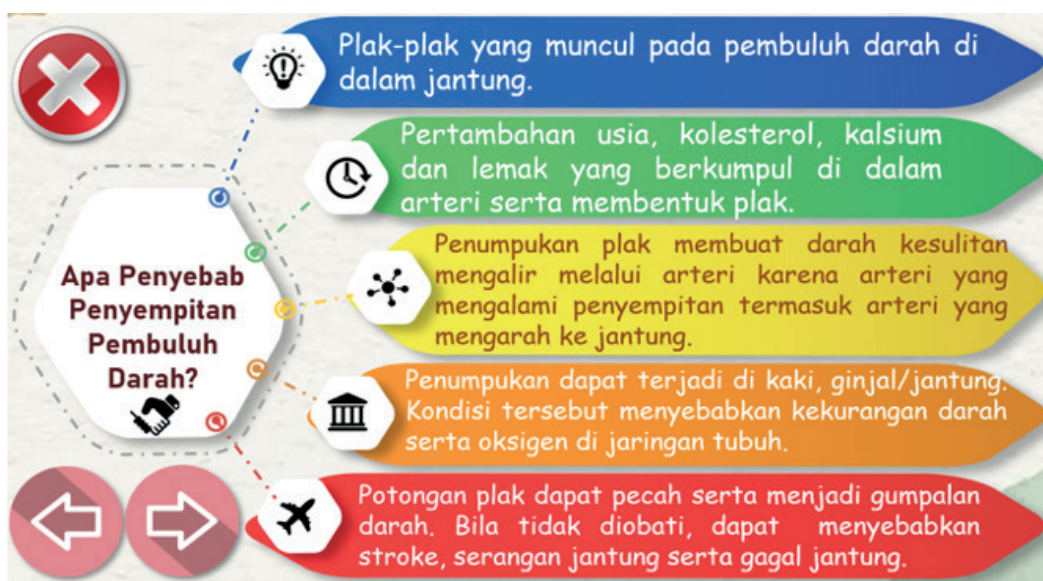 Apa Penyebab
Penyempitan
Pembuluh
Darah?
Plak-plak yang muncul pada pembuluh darah di
dalam jantung.
Pertambahan usia, kolesterol, kalsium
dan lemak yang berkumpul di dalam
arteri serta membentuk plak.
Penumpukan plak membuat darah kesulitan
mengalir melalui arteri karena arteri yang
mengalami penyempitan termasuk arteri yang
mengarah ke jantung.
Penumpukan dapat terjadi di kaki, ginjal/jantung.
Kondisi tersebut menyebabkan kekurangan darah
serta oksigen di jaringan tubuh.
Potongan plak dapat pecah serta menjadi gumpalan
darah. Bila tidak diobati, dapat menyebabkan
stroke, serangan jantung serta gagal jantung.